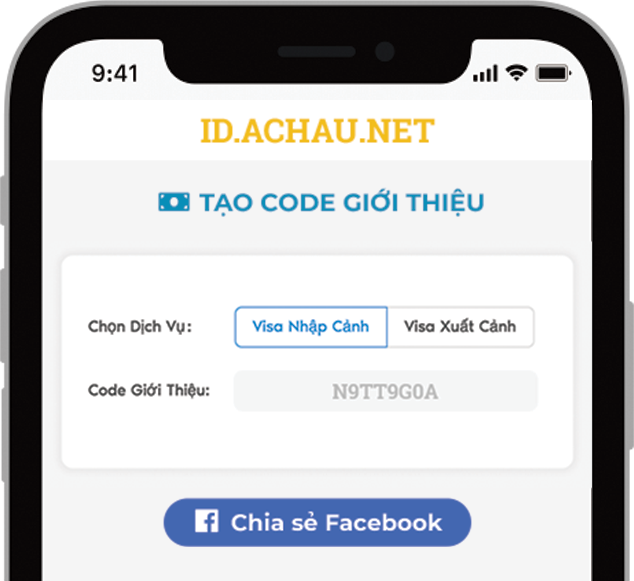 9:41
ID.ACHAU.NET
TẠO CODE GIỚI THIỆU
Chọn Dịch Vụ: Visa Nhập Cảnh Visa Xuất Cảnh
Code Giới Thiệu: N9TT9G0A
Chia sẻ Facebook